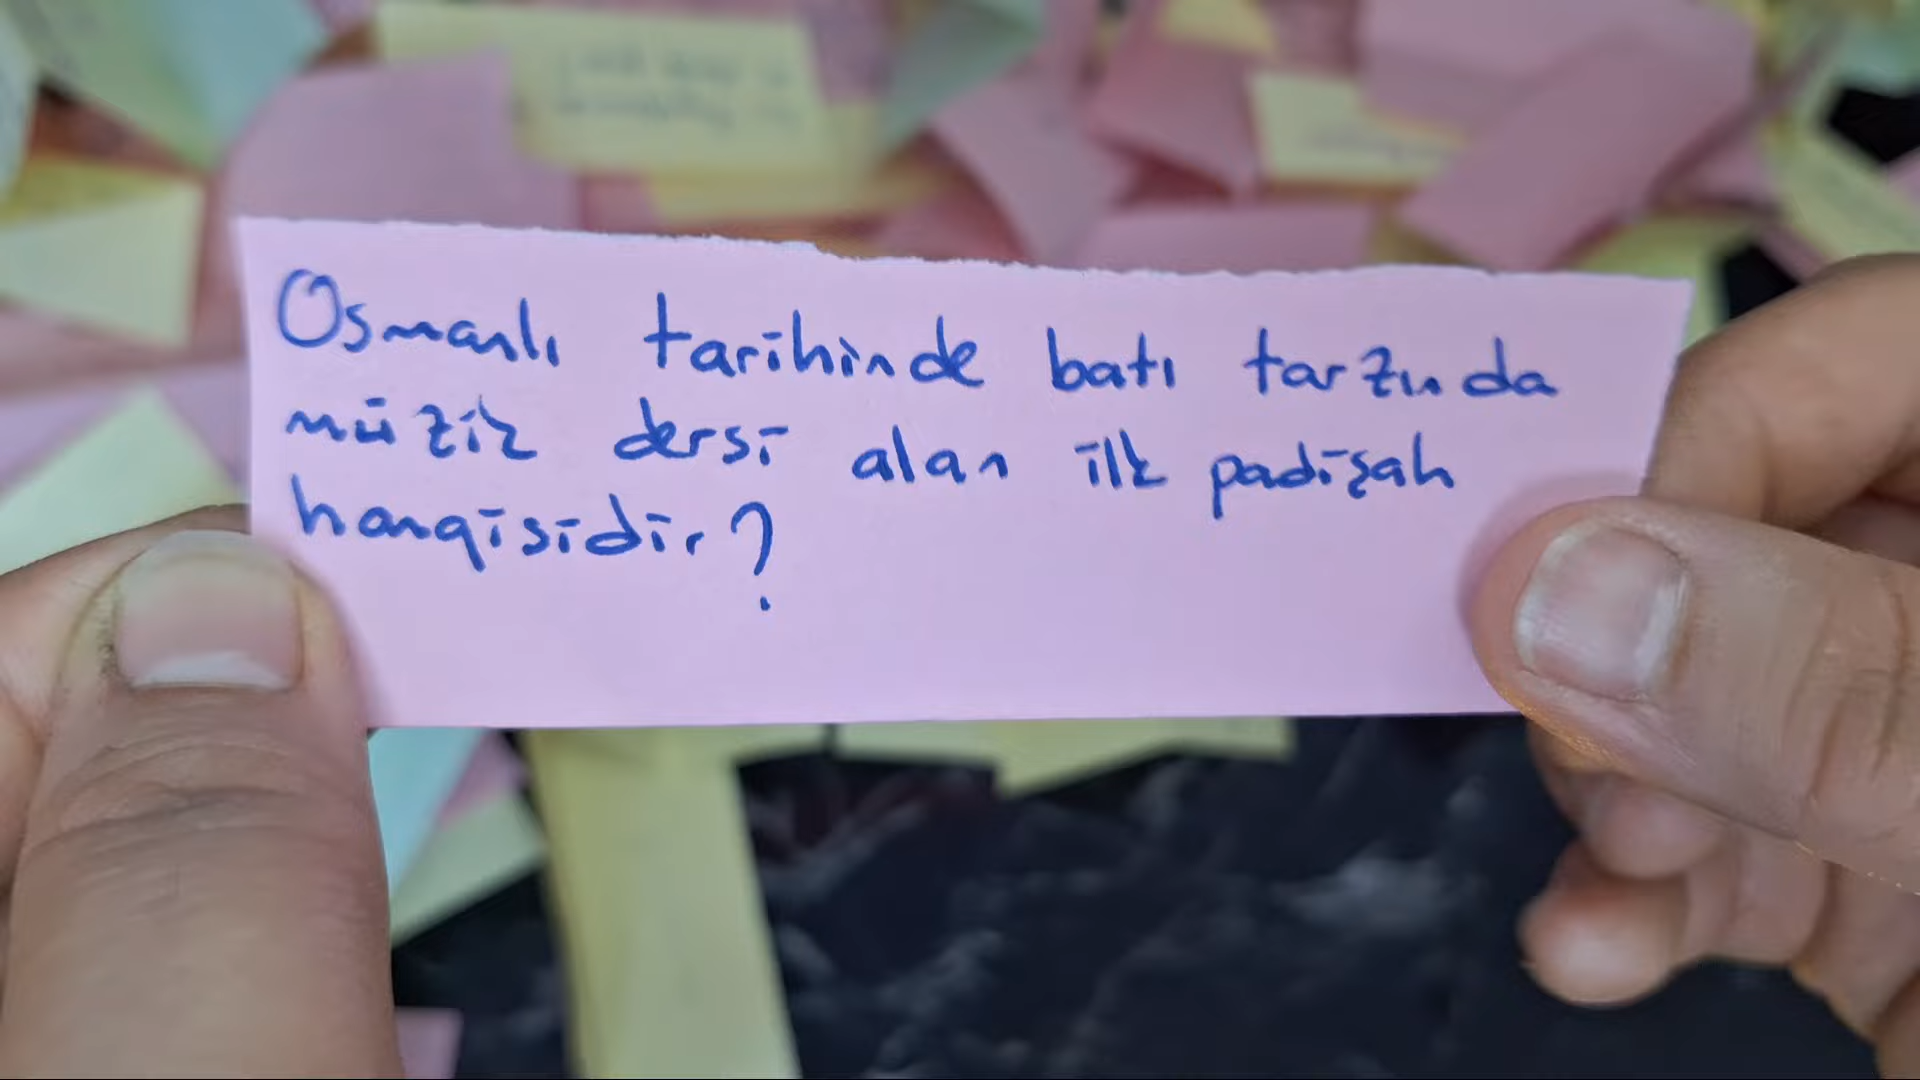 Osmanlı tarihinde batı tarzında
müzik dersi alan ilk padişah
hangisidir?